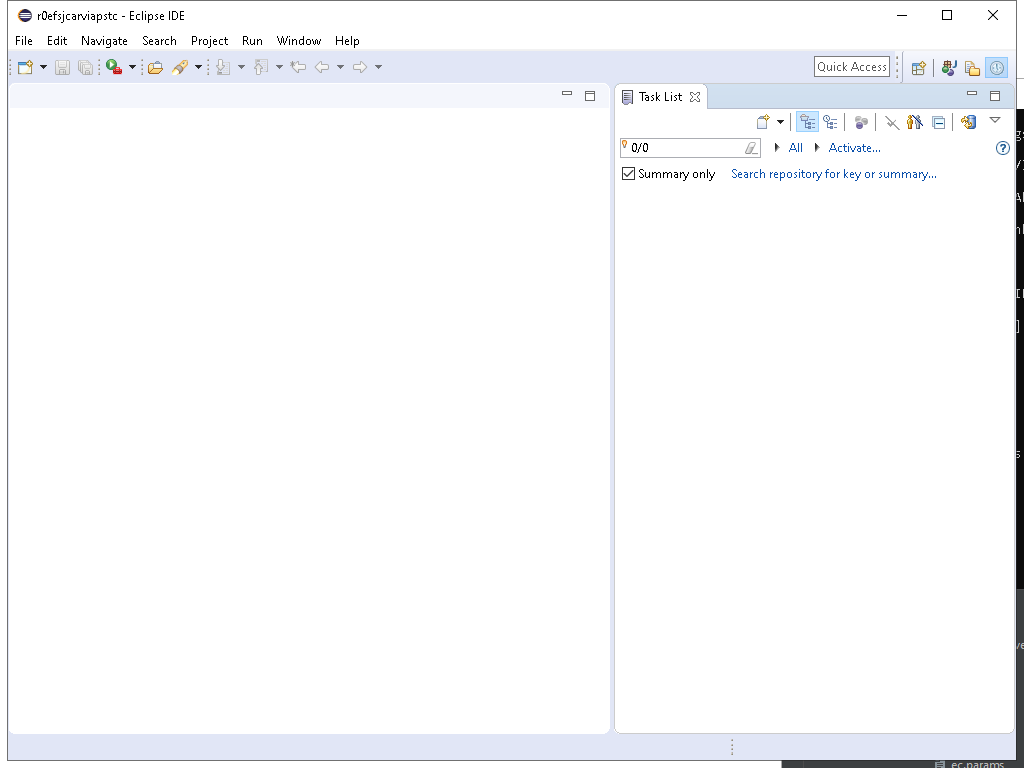 r0efsjcarviapstc - Eclipse IDE
File Edit Navigate Search Project Run Window Help
Quick Access
Task List
0/0 All Activate...
Summary only Search repository for key or summary...
ec.params